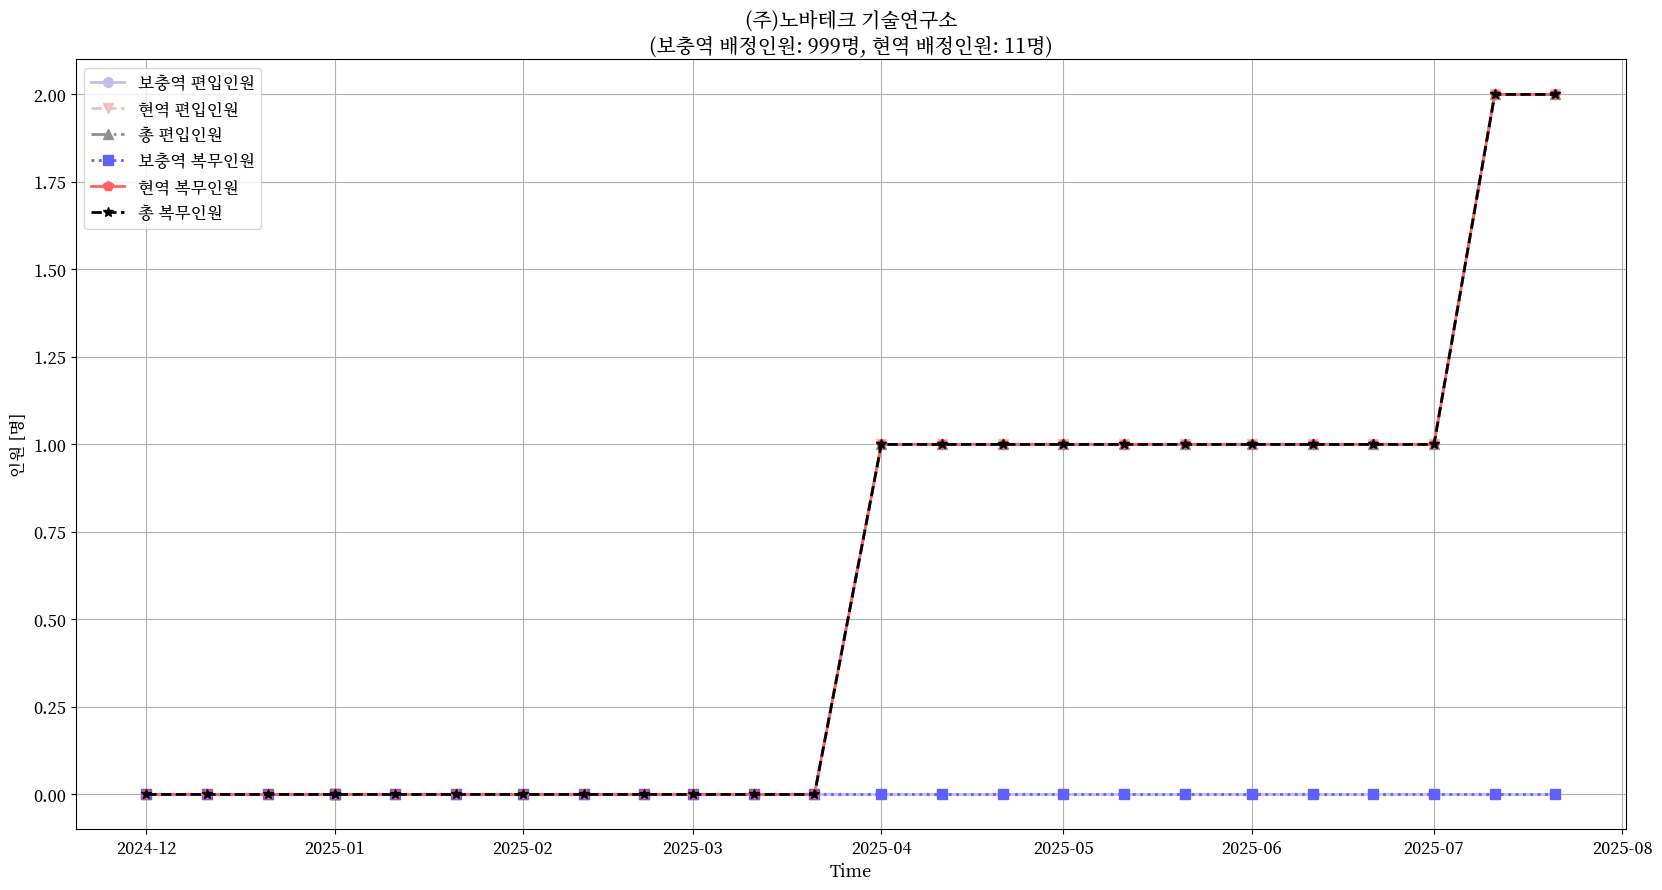 (주)노바테크 기술연구소
(보충역 배정인원: 999명, 현역 배정인원: 11명)
보충역 편입인원
현역 편입인원
총 편입인원
보충역 복무인원
현역 복무인원
총 복무인원
2.00
1.75
1.50
1.25
1.00
0.75
0.50
0.25
0.00
인원 [명]
2024-12
2025-01
2025-02
2025-03
2025-04
2025-05
2025-06
2025-07
2025-08
Time